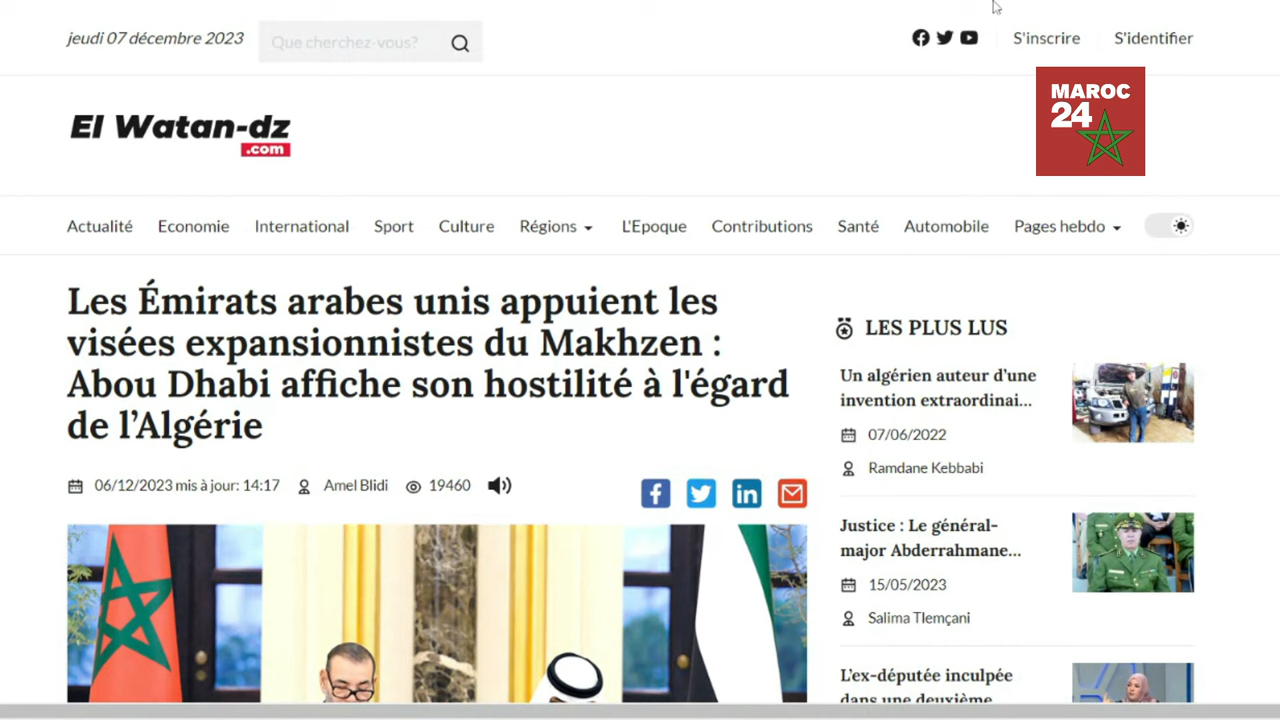 jeudi 07 décembre 2023
Que cherchez-vous?
S'inscrire
S'identifier
MAROC
24
El Watan-dz
.com
Actualité
Economie
International
Sport
Culture
Régions
L'Epoque
Contributions
Santé
Automobile
Pages hebdo
Les Émirats arabes unis appuient les
visées expansionnistes du Makhzen :
Abou Dhabi affiche son hostilité à l'égard
de l’Algérie
06/12/2023 mis à jour: 14:17
Amel Blidi
19460
LES PLUS LUS
Un algérien auteur d’une
invention extraordinai...
07/06/2022
Ramdane Kebbabi
Justice : Le général-
major Abderrahmane...
15/05/2023
Salima Tlemçani
L’ex-députée inculpée
dans une deuxième